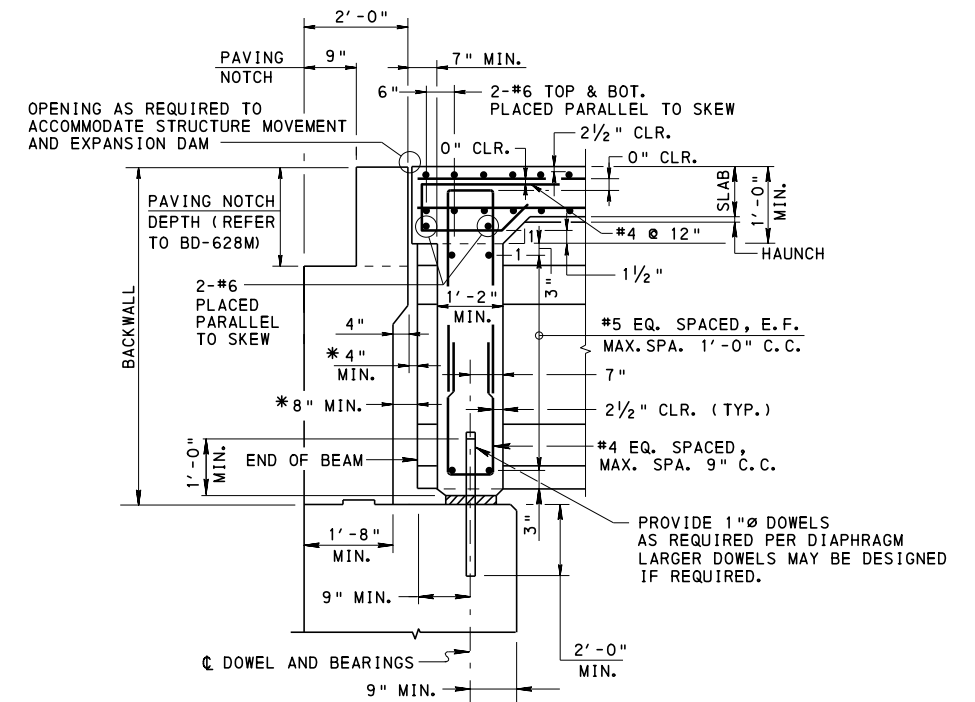 2'-0"
PAVING
NOTCH
9"
7" MIN.
6"
2-#6 TOP & BOT.
PLACED PARALLEL TO SKEW
OPENING AS REQUIRED TO
ACCOMMODATE STRUCTURE MOVEMENT
AND EXPANSION DAM
2½" CLR.
0" CLR.
0" CLR.
PAVING NOTCH
DEPTH (REFER
TO BD-628M)
SLAB
1'-0"
MIN.
#4 @ 12"
HAUNCH
1
1
1½"
3"
2-#6
PLACED
PARALLEL
TO SKEW
1'-2"
MIN.
BACKWALL
4"
#5 EQ. SPACED, E.F.
MAX. SPA. 1'-0" C.C.
*4"
MIN.
7"
*8" MIN.
2½" CLR. (TYP.)
1'-0"
MIN.
END OF BEAM
#4 EQ. SPACED,
MAX. SPA. 9" C.C.
3"
PROVIDE 1"Ø DOWELS
AS REQUIRED PER DIAPHRAGM
LARGER DOWELS MAY BE DESIGNED
IF REQUIRED.
1'-8"
MIN.
9" MIN.
℄ DOWEL AND BEARINGS
2'-0"
MIN.
9" MIN.